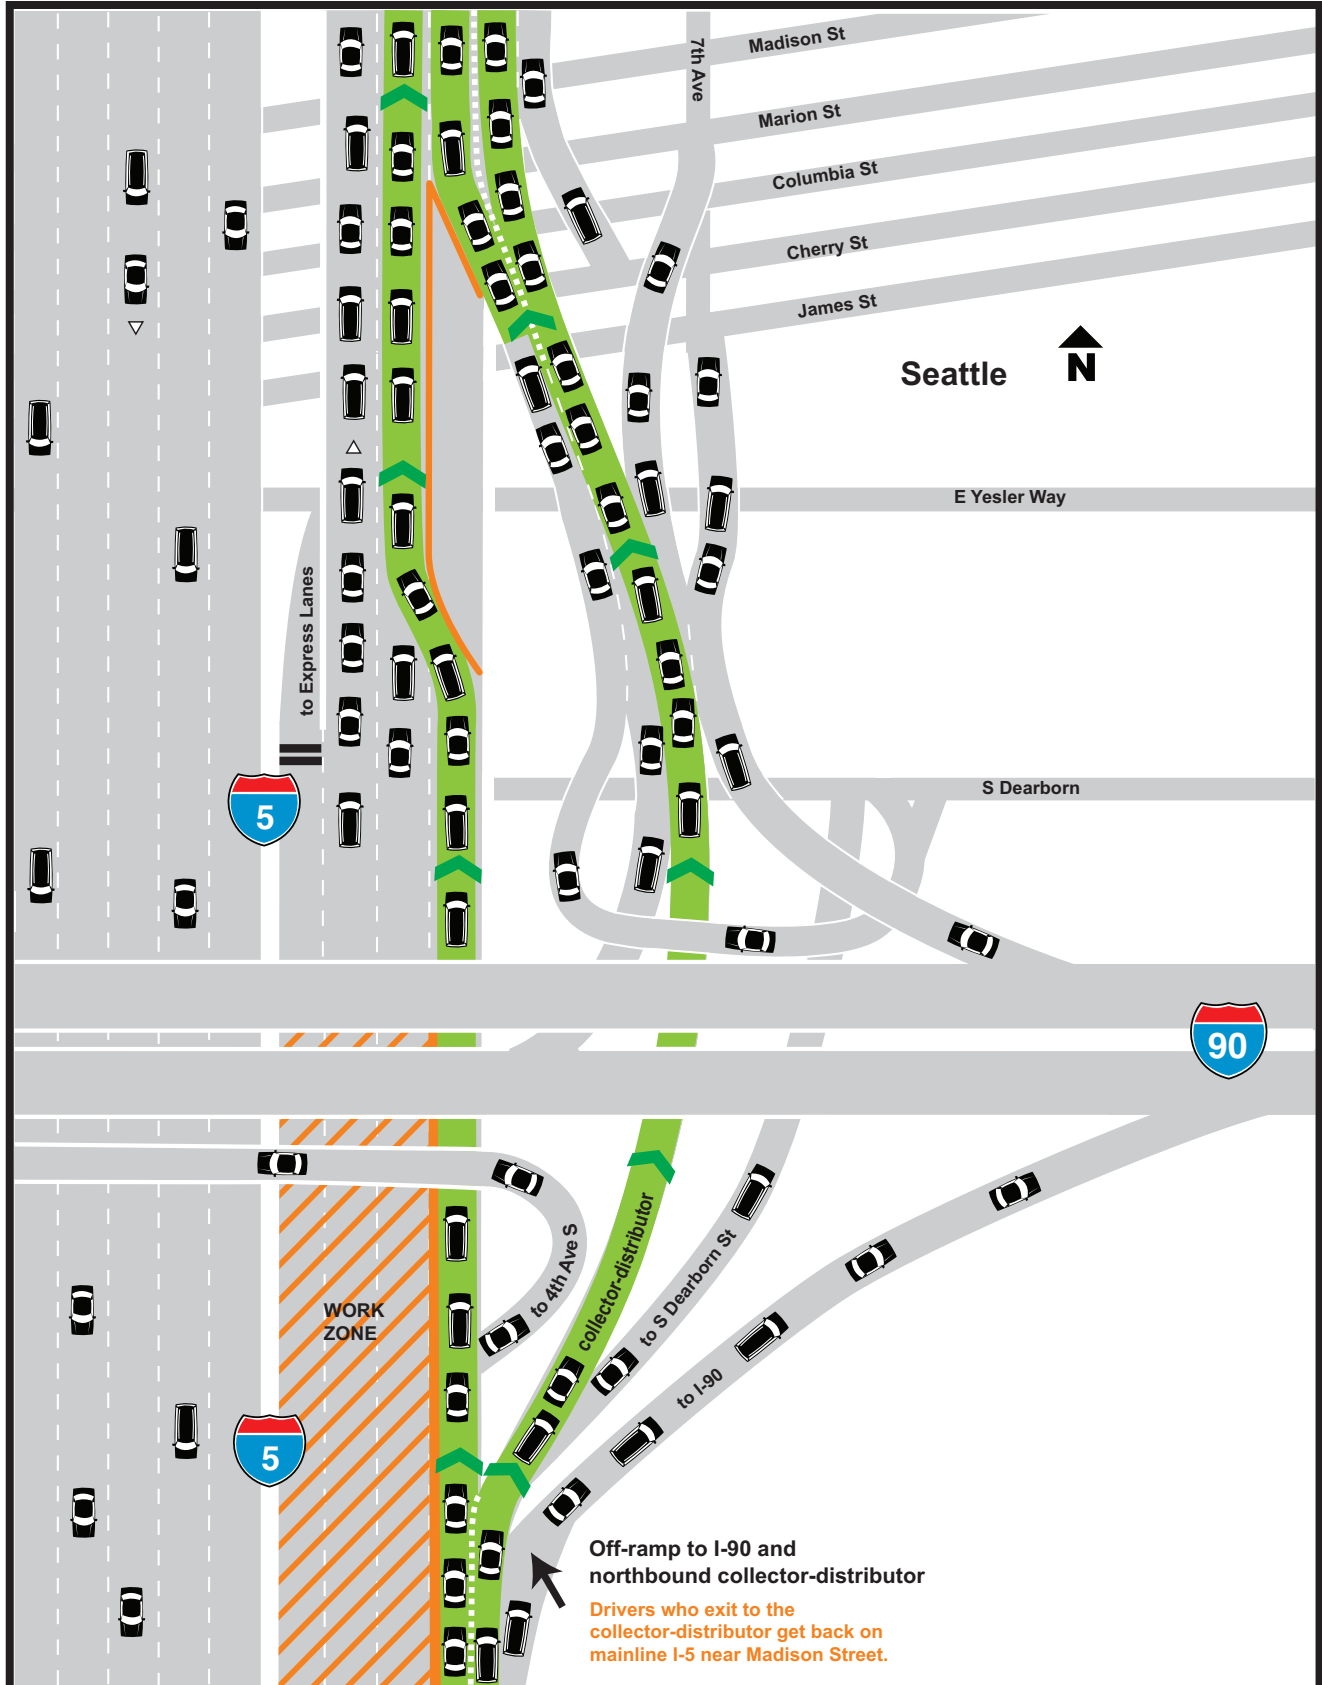 7th Ave
Madison St
Marion St
Columbia St
Cherry St
James St
Seattle
N
E Yesler Way
to Express Lanes
S Dearborn
5
90
to 4th Ave S
collector-distributor
to S Dearborn St
WORK
ZONE
to I-90
5
Off-ramp to I-90 and
northbound collector-distributor
Drivers who exit to the
collector-distributor get back on
mainline I-5 near Madison Street.